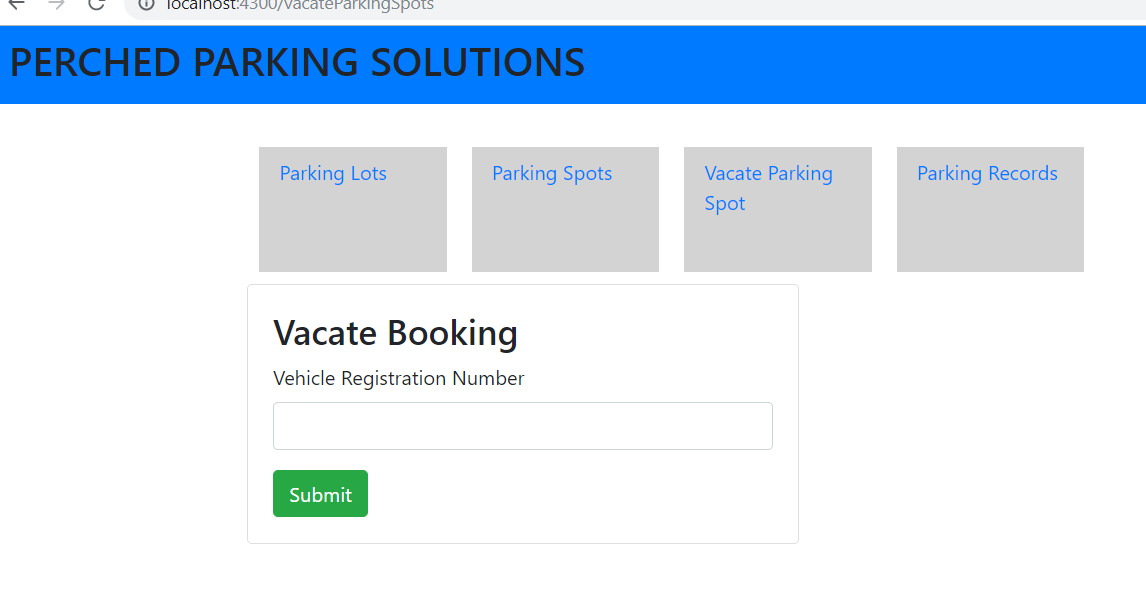 localhost:4300/VacateParkingSpots
PERCHED PARKING SOLUTIONS
Parking Lots
Parking Spots
Vacate Parking
Spot
Parking Records
Vacate Booking
Vehicle Registration Number
Submit